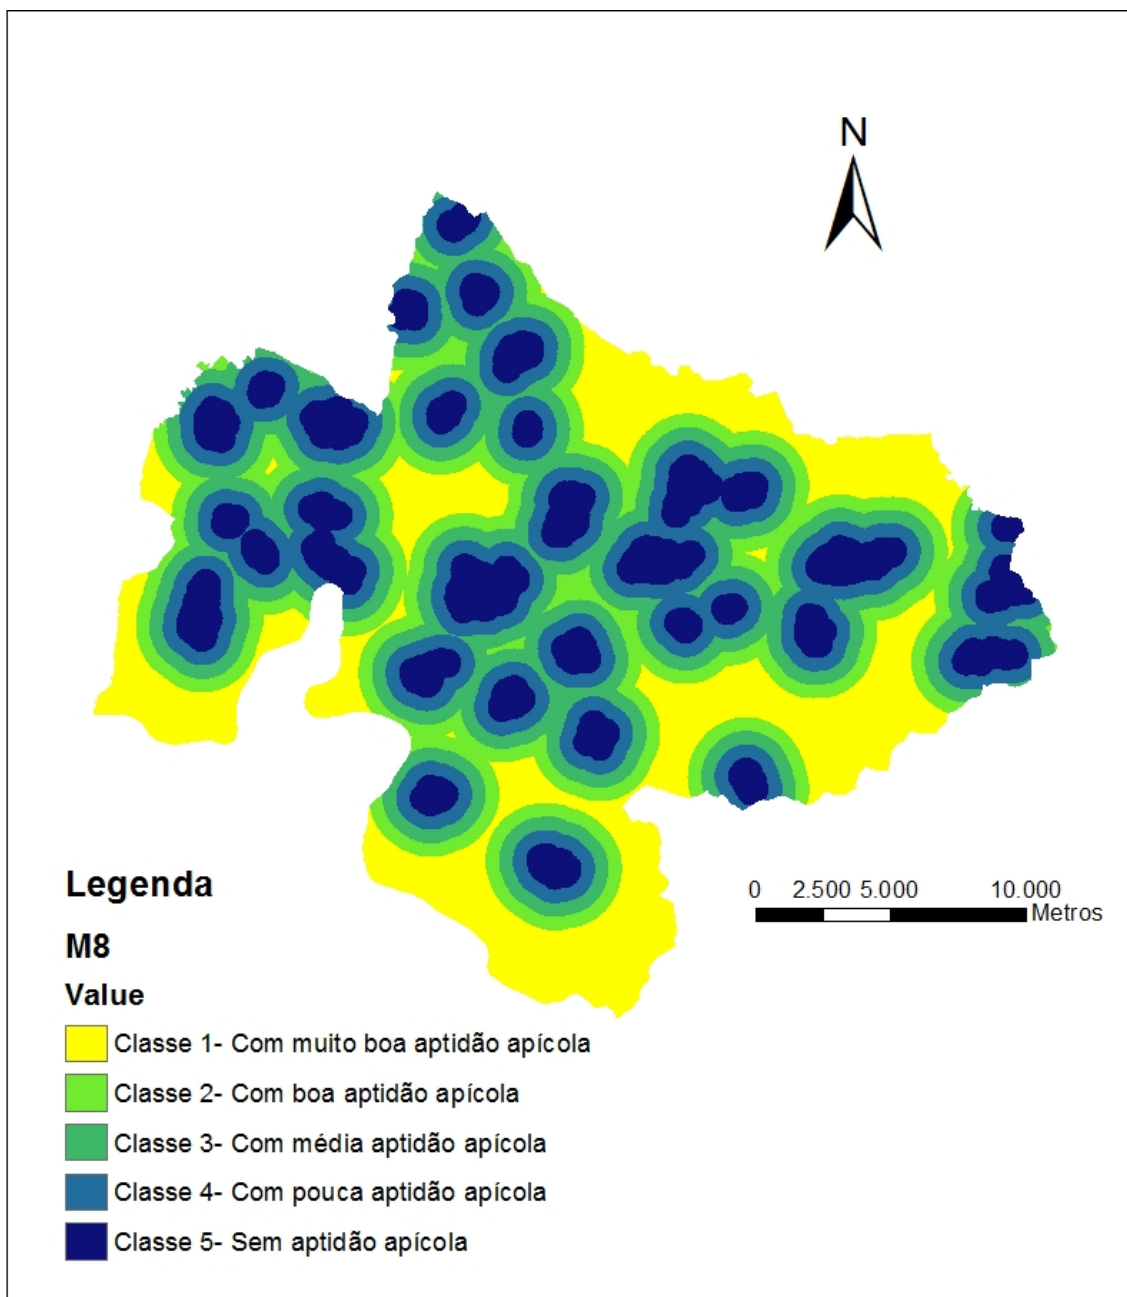 N
0 2.500 5.000 10.000
Metros
Legenda
M8
Value
Classe 1- Com muito boa aptidão apícola
Classe 2- Com boa aptidão apícola
Classe 3- Com média aptidão apícola
Classe 4- Com pouca aptidão apícola
Classe 5- Sem aptidão apícola